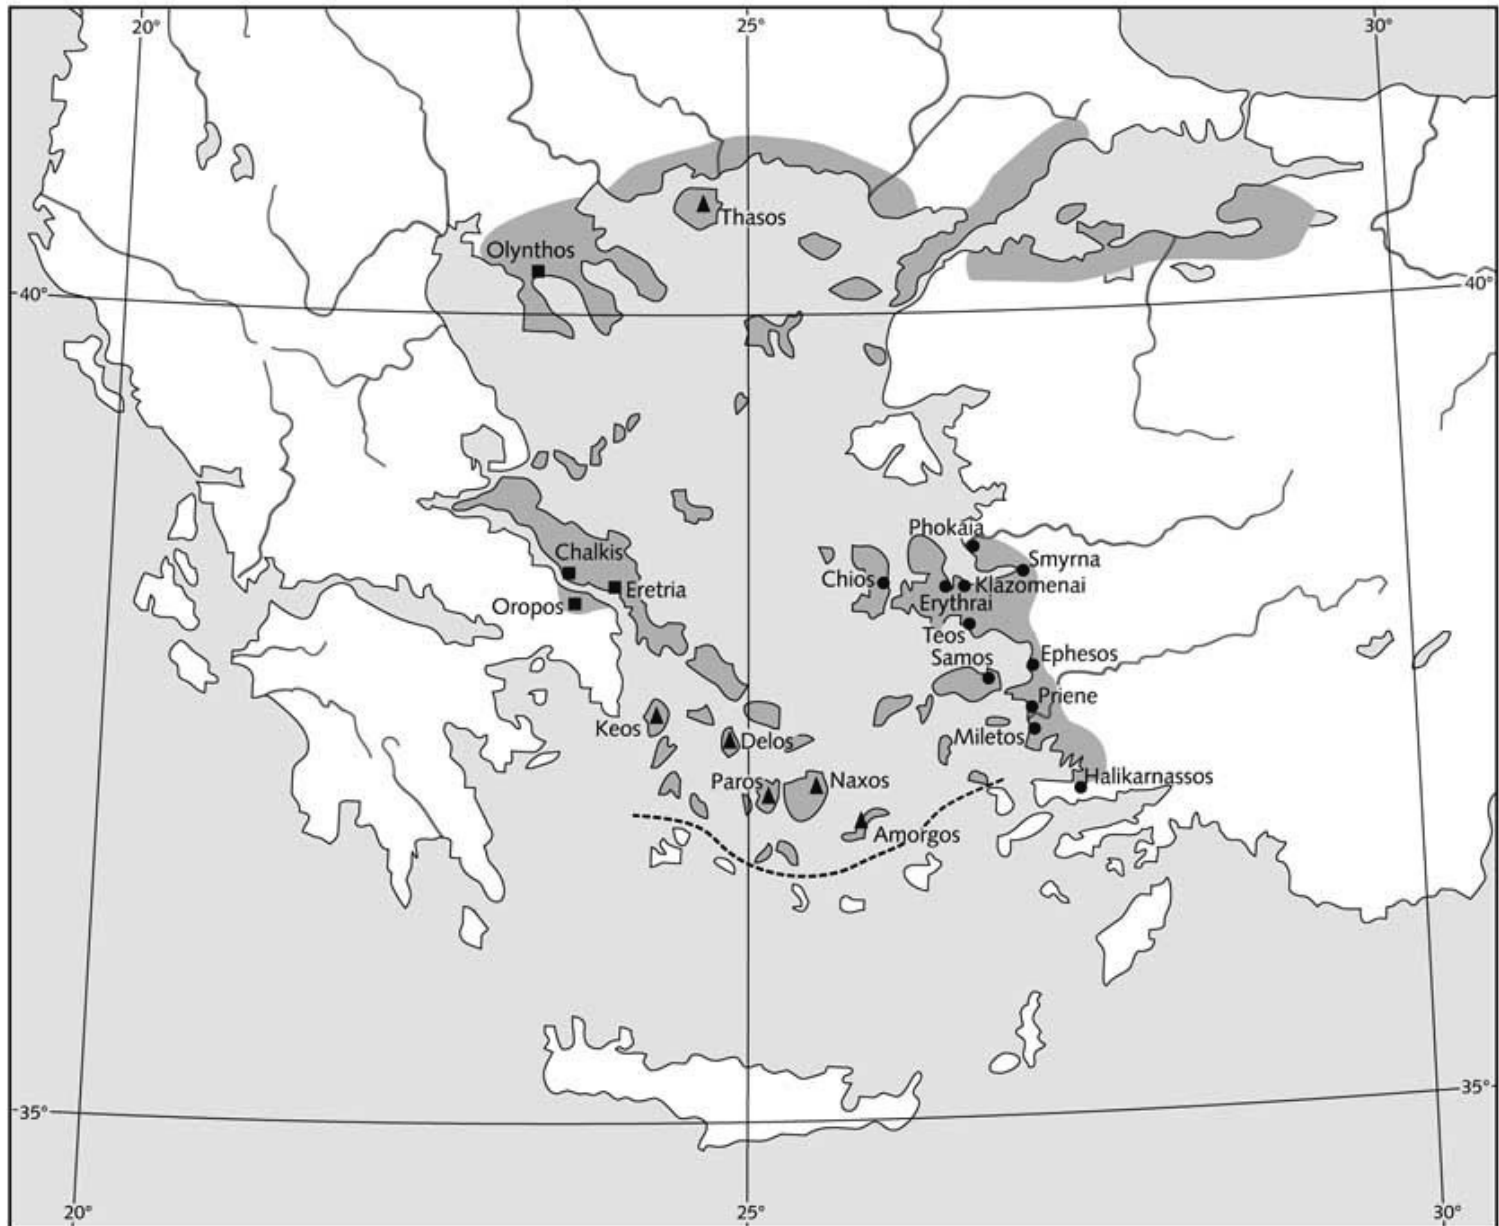 20°
25°
30°
Thasos
Olynthos
40°
40°
Phokaia
Chalkis
Smyrna
Chios
Klazomenai
Eretria
Erythrai
Oropos
Teos
Samos
Ephesos
Priene
Keos
Miletos
Delos
Halikarnassos
Paros
Naxos
Amorgos
35°
35°
20°
25°
30°